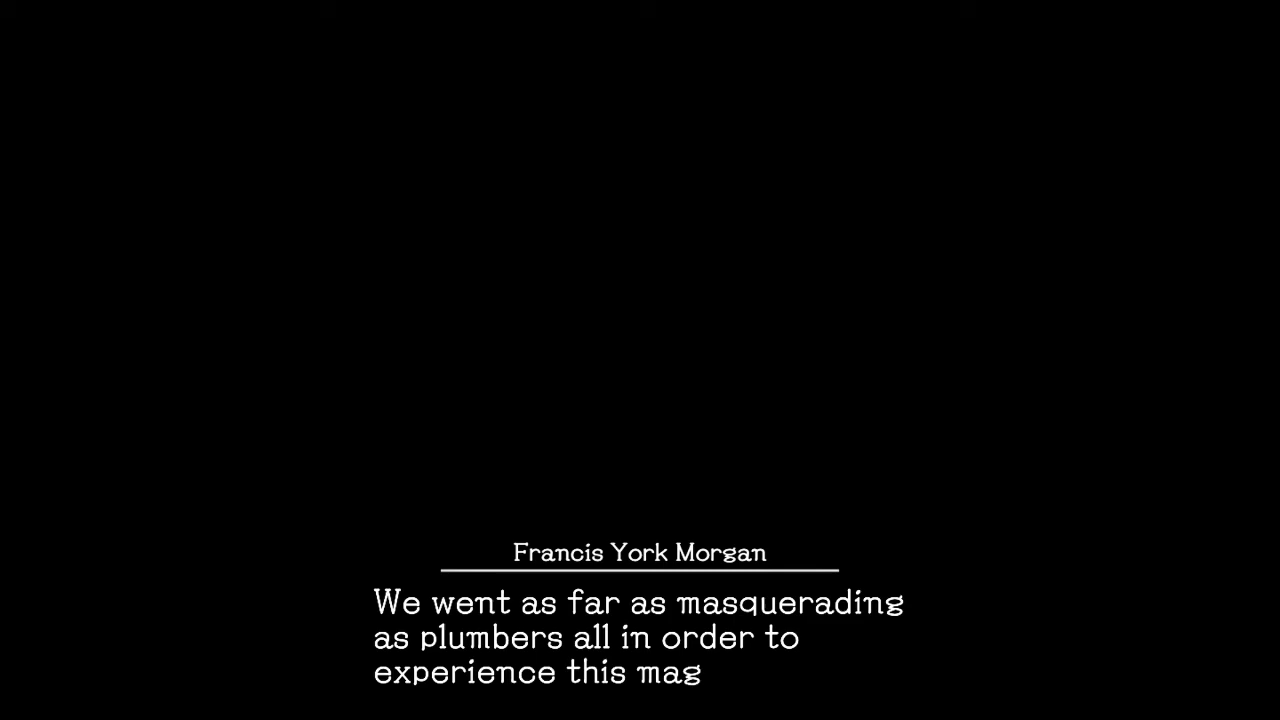 Francis York Morgan
We went as far as masquerading
as plumbers all in order to
experience this mag